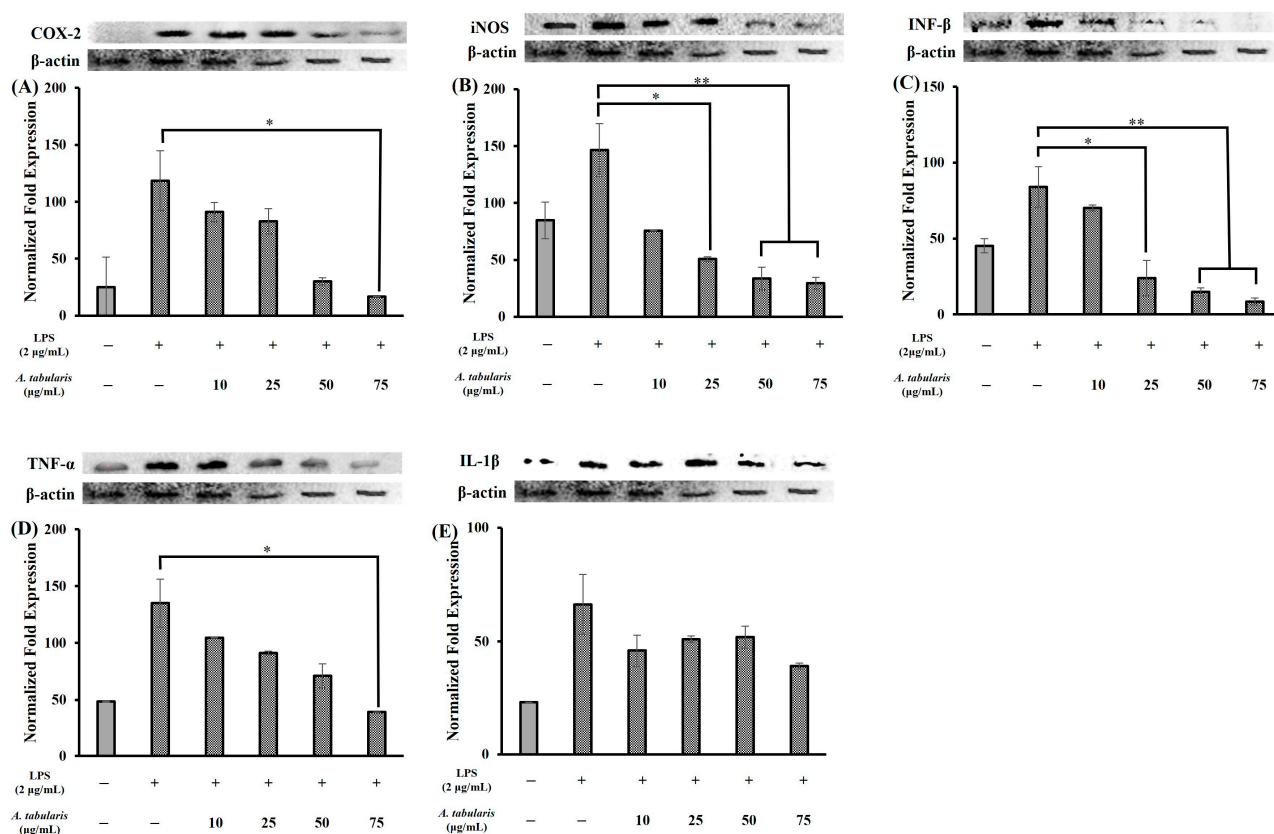 COX-2
β-actin
(A)
Normalized Fold Expression
200
150
100
50
0
*
LPS
(2 μg/mL)
– + + + + +
A. tabularis
(μg/mL)
– – 10 25 50 75
iNOS
β-actin
(B)
Normalized Fold Expression
200
150
100
50
0
**
*
LPS
(2 μg/mL)
– + + + + +
A. tabularis
(μg/mL)
– – 10 25 50 75
INF-β
β-actin
(C)
Normalized Fold Expression
150
100
50
0
**
*
LPS
(2μg/mL)
– + + + + +
A. tabularis
(μg/mL)
– – 10 25 50 75
TNF-α
β-actin
(D)
Normalized Fold Expression
200
150
100
50
0
*
LPS
(2 μg/mL)
– + + + + +
A. tabularis
(μg/mL)
– – 10 25 50 75
IL-1β
β-actin
(E)
Normalized Fold Expression
100
50
0
LPS
(2 μg/mL)
– + + + + +
A. tabularis
(μg/mL)
– – 10 25 50 75